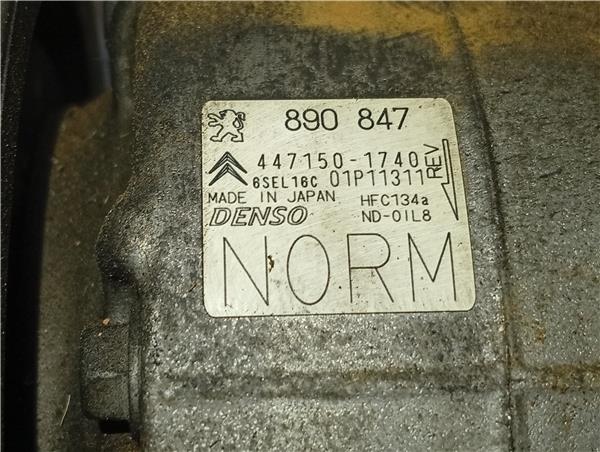 890 847
447150-1740
6SEL16C 01P11311
REV
MADE IN JAPAN HFC134a
DENSO ND-OIL8
NORM